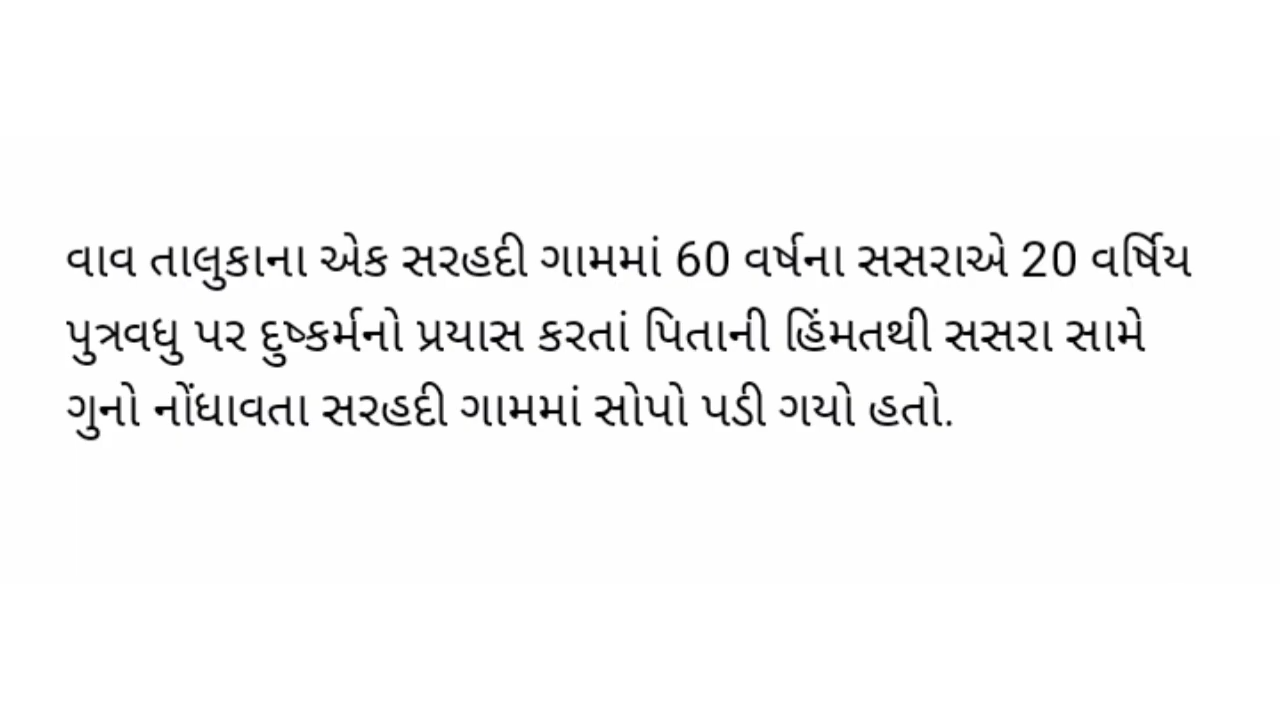 વાવ તાલુકાના એક સરહદી ગામમાં 60 વર્ષના સસરાએ 20 વર્ષિય
પુત્રવધુ પર દુષ્કર્મનો પ્રયાસ કરતાં પિતાની હિંમતથી સસરા સામે
ગુનો નોંધાવતા સરહદી ગામમાં સોપો પડી ગયો હતો.